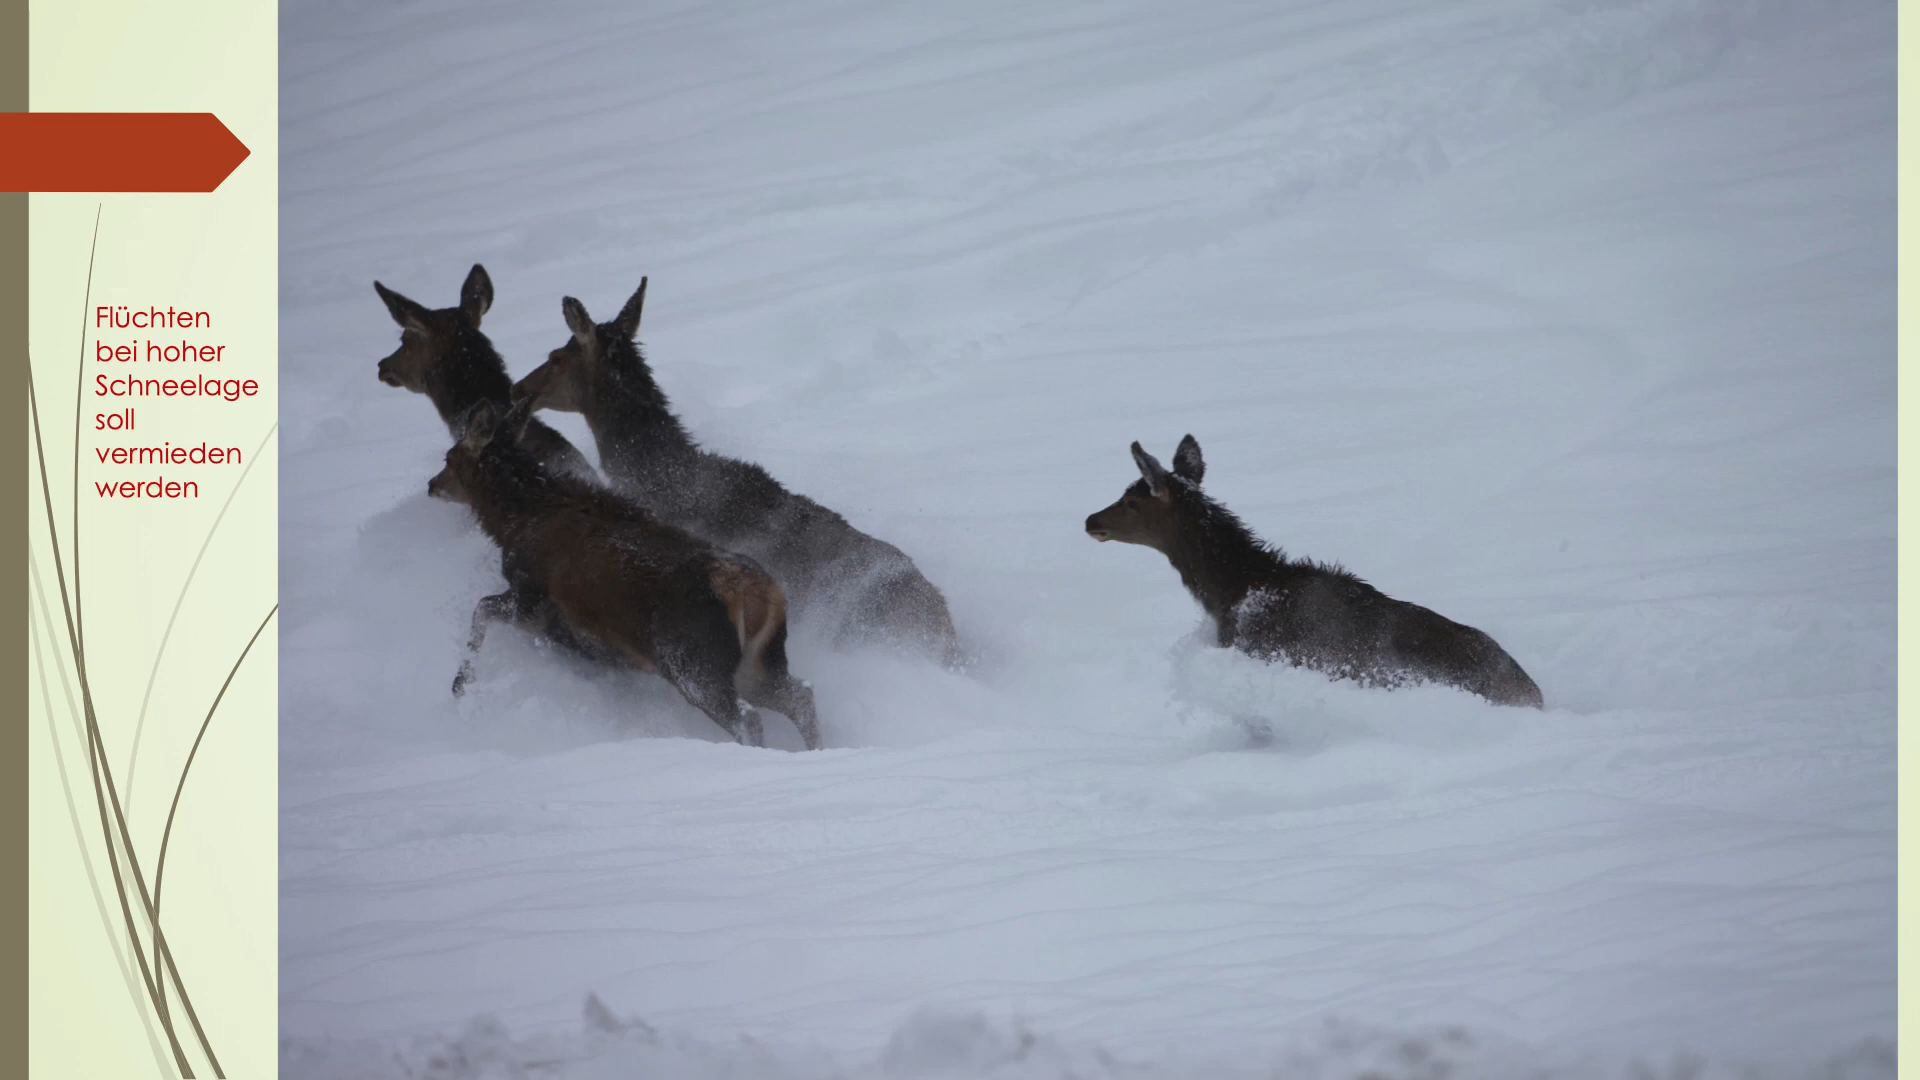 Flüchten
bei hoher
Schneelage
soll
vermieden
werden